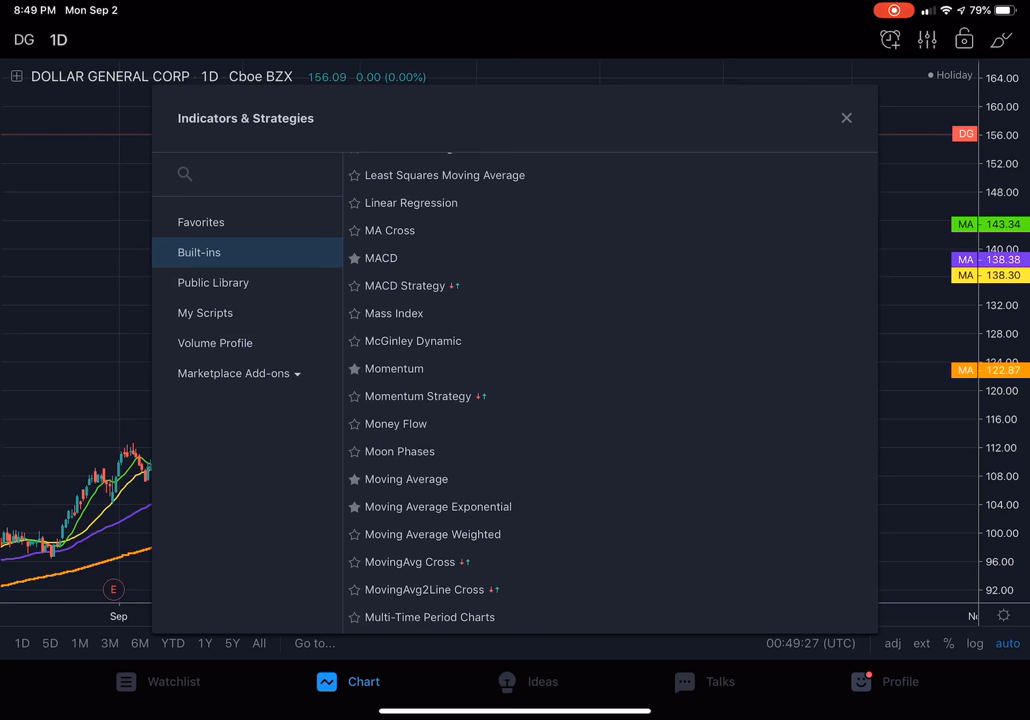 8:49 PM Mon Sep 2
79%
DG 1D
DOLLAR GENERAL CORP 1D Cboe BZX 156.09 0.00 (0.00%)
Holiday
164.00
160.00
DG 156.00
152.00
148.00
MA 143.34
140.00
MA 138.38
MA 138.30
132.00
128.00
124.00
MA 122.87
120.00
116.00
112.00
108.00
104.00
100.00
96.00
92.00
Indicators & Strategies
Favorites
Built-ins
Public Library
My Scripts
Volume Profile
Marketplace Add-ons
Least Squares Moving Average
Linear Regression
MA Cross
MACD
MACD Strategy
Mass Index
McGinley Dynamic
Momentum
Momentum Strategy
Money Flow
Moon Phases
Moving Average
Moving Average Exponential
Moving Average Weighted
MovingAvg Cross
MovingAvg2Line Cross
Multi-Time Period Charts
E
Sep
1D 5D 1M 3M 6M YTD 1Y 5Y All Go to... 00:49:27 (UTC) adj ext % log auto
Watchlist Chart Ideas Talks Profile